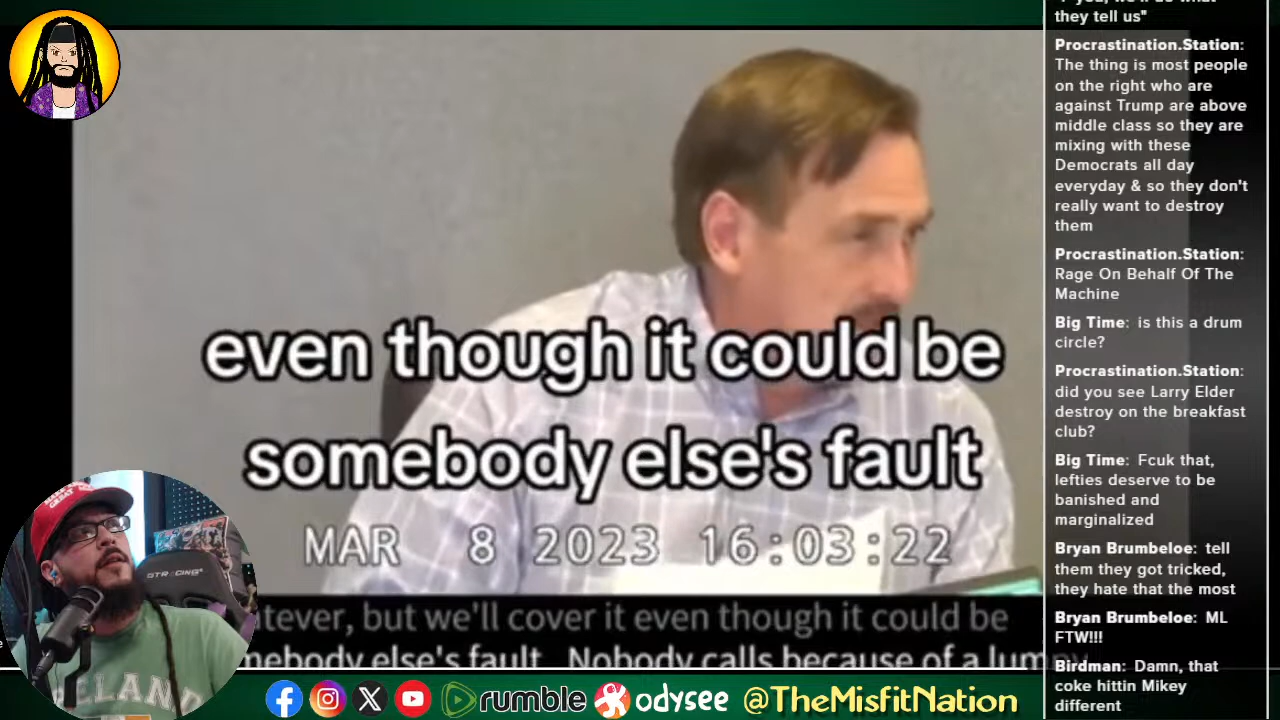 even though it could be
somebody else's fault
MAR 8 2023 16:03:22
tever, but we'll cover it even though it could be
mebody else's fault. Nobody calls because of a lump
GTRACING
ELAND
rumble
odysee
@TheMisfitNation
they tell us"
Procrastination.Station:
The thing is most people
on the right who are
against Trump are above
middle class so they are
mixing with these
Democrats all day
everyday & so they don't
really want to destroy
them
Procrastination.Station:
Rage On Behalf Of The
Machine
Big Time: is this a drum
circle?
Procrastination.Station:
did you see Larry Elder
destroy on the breakfast
club?
Big Time: Fcuk that,
lefties deserve to be
banished and
marginalized
Bryan Brumbeloe: tell
them they got tricked,
they hate that the most
Bryan Brumbeloe: ML
FTW!!!
Birdman: Damn, that
coke hittin Mikey
different